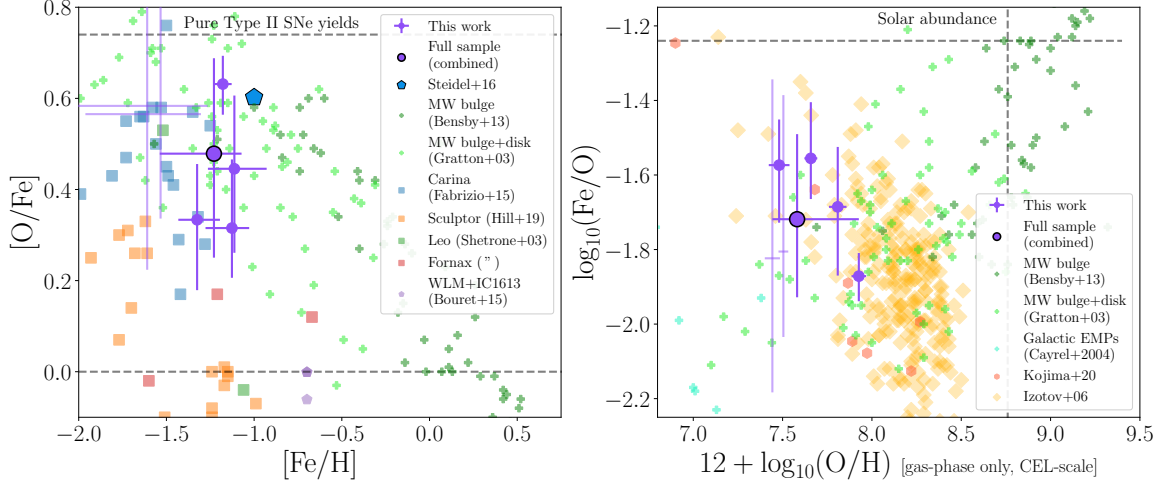 Pure Type II SNe yields
0.8
0.6
0.4
0.2
0.0
[O/Fe]
−2.0
−1.5
−1.0
−0.5
0.0
0.5
[Fe/H]
This work
Full sample
(combined)
Steidel+16
MW bulge
(Bensby+13)
MW bulge+disk
(Gratton+03)
Carina
(Fabrizio+15)
Sculptor (Hill+19)
Leo (Shetrone+03)
Fornax (”)
WLM+IC1613
(Bouret+15)
Solar abundance
−1.2
−1.4
−1.6
−1.8
−2.0
−2.2
log₁₀(Fe/O)
7.0
7.5
8.0
8.5
9.0
9.5
12 + log₁₀(O/H) [gas-phase only, CEL-scale]
This work
Full sample
(combined)
MW bulge
(Bensby+13)
MW bulge+disk
(Gratton+03)
Galactic EMPs
(Cayrel+2004)
Kojima+20
Izotov+06